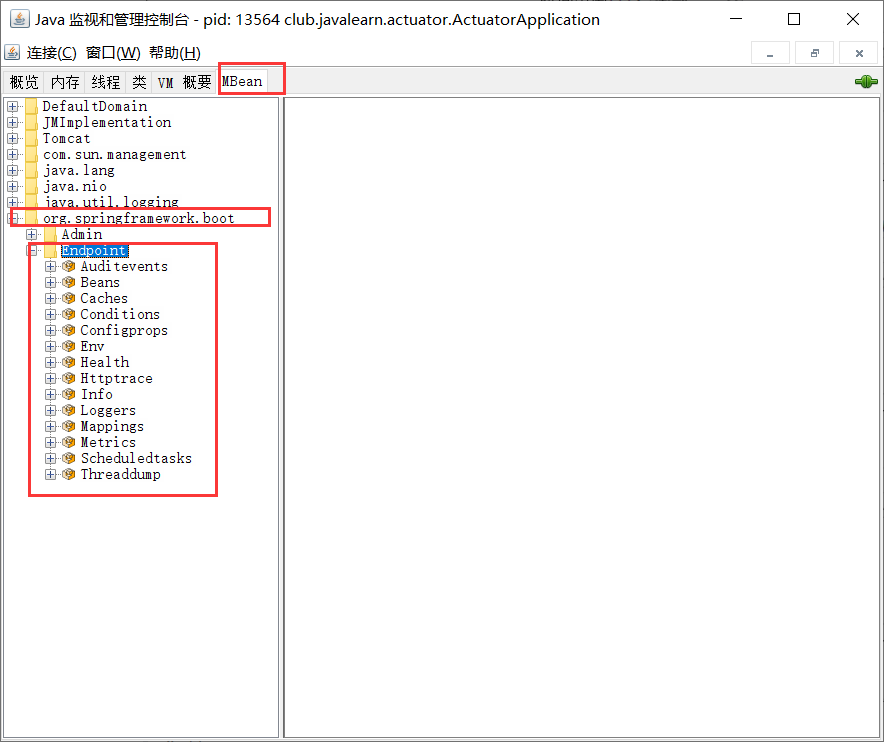 Java 监视和管理控制台 - pid: 13564 club.javalearn.actuator.ActuatorApplication
连接(C) 窗口(W) 帮助(H)
概览 内存 线程 类 VM 概要 MBean
DefaultDomain
JMImplementation
Tomcat
com.sun.management
java.lang
java.nio
java.util.logging
org.springframework.boot
Admin
Endpoint
Auditevents
Beans
Caches
Conditions
Configprops
Env
Health
Httptrace
Info
Loggers
Mappings
Metrics
Scheduledtasks
Threaddump